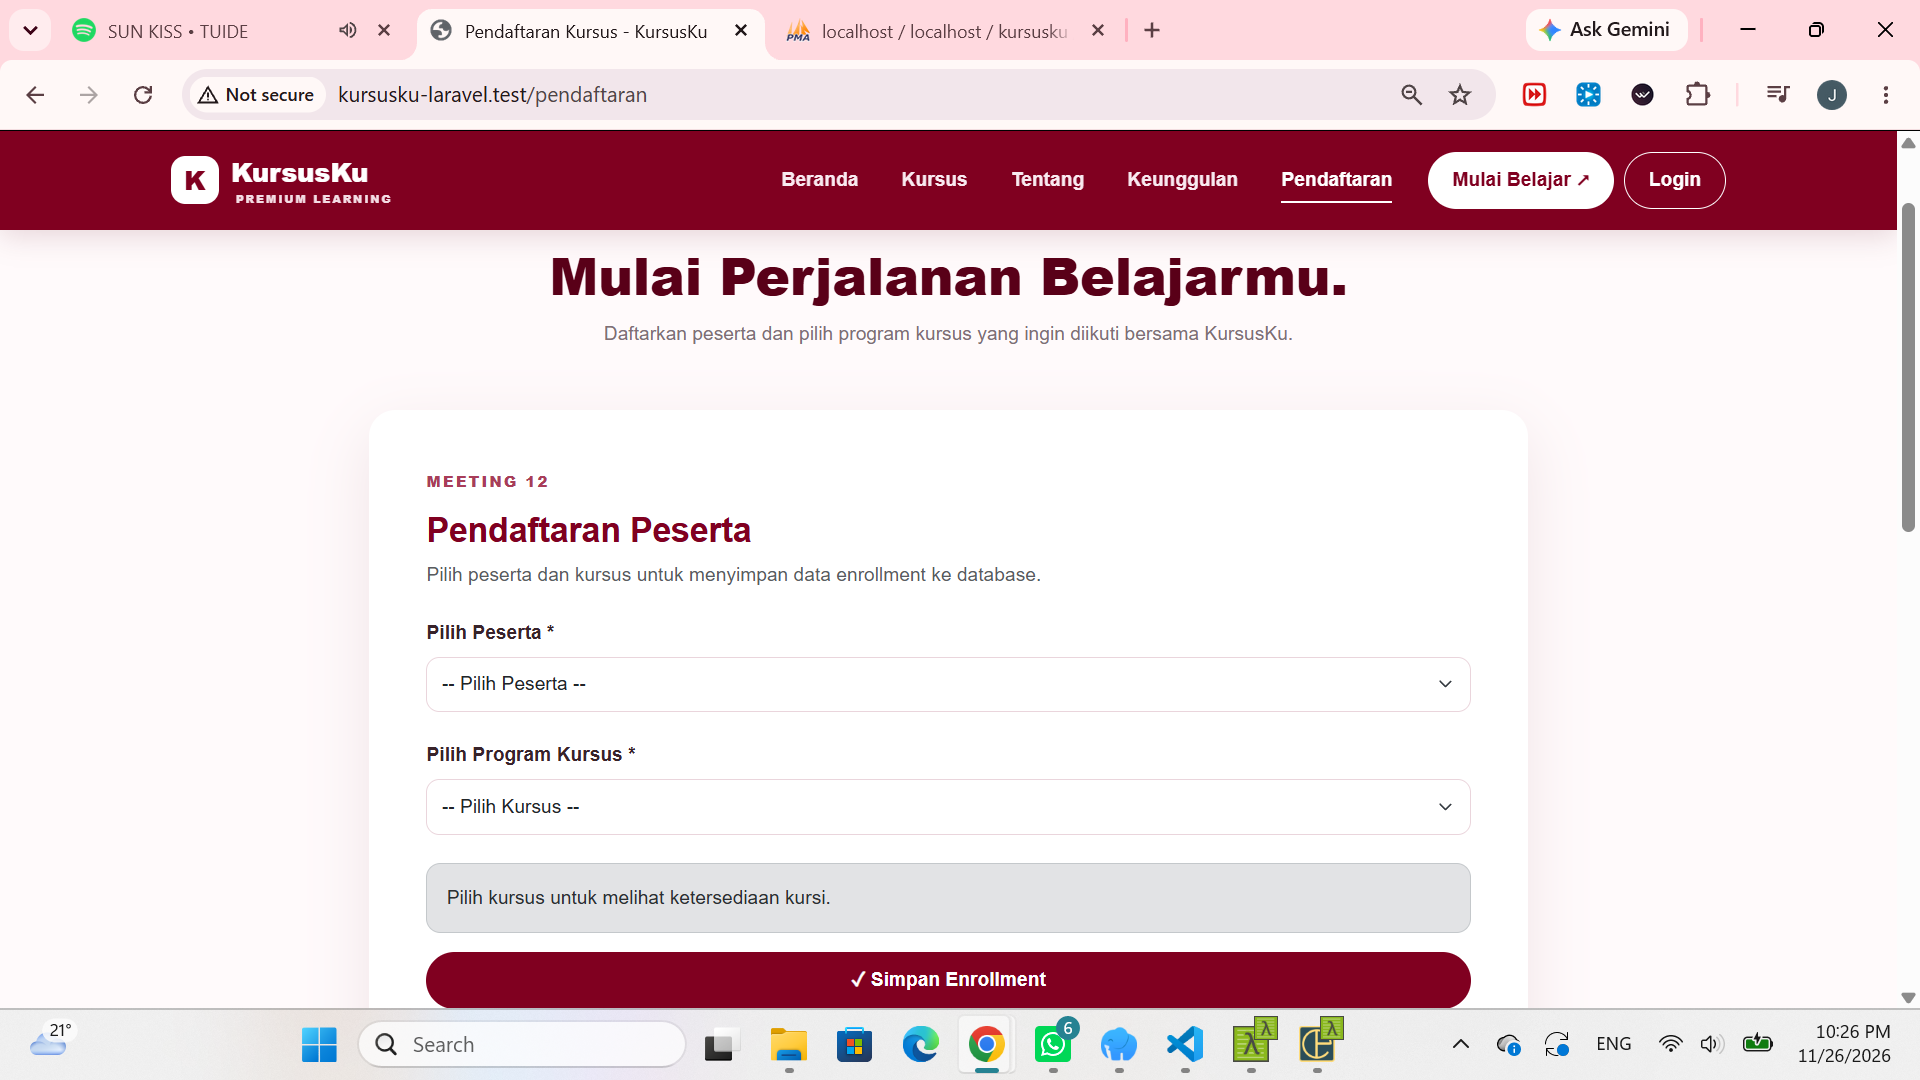 SUN KISS • TUIDE
Pendaftaran Kursus - KursusKu
PMA
localhost / localhost / kursusku
Ask Gemini
Not secure
kursusku-laravel.test/pendaftaran
J
K
KursusKu
PREMIUM LEARNING
Beranda
Kursus
Tentang
Keunggulan
Pendaftaran
Mulai Belajar ↗
Login
Mulai Perjalanan Belajarmu.
Daftarkan peserta dan pilih program kursus yang ingin diikuti bersama KursusKu.
MEETING 12
Pendaftaran Peserta
Pilih peserta dan kursus untuk menyimpan data enrollment ke database.
Pilih Peserta *
-- Pilih Peserta --
Pilih Program Kursus *
-- Pilih Kursus --
Pilih kursus untuk melihat ketersediaan kursi.
✓ Simpan Enrollment
21°
Search
6
λ
λ
λ
ENG
10:26 PM
11/26/2026